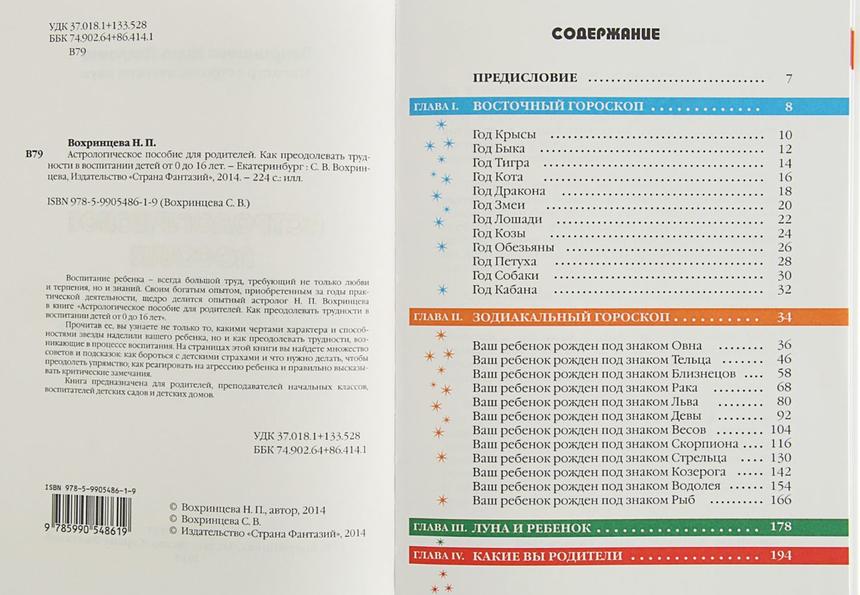 УДК 37.018.1+133.528
ББК 74.902.64+86.414.1
В79
Вохринцева Н. П.
В79 Астрологическое пособие для родителей. Как преодолевать труд-
ности в воспитании детей от 0 до 16 лет. – Екатеринбург : С. В. Вохрин-
цева, Издательство «Страна Фантазий», 2014. – 224 с.: илл.
ISBN 978-5-9905486-1-9 (Вохринцева С. В.)
Воспитание ребенка – всегда большой труд, требующий не только любви
и терпения, но и знаний. Своим богатым опытом, приобретенным за годы прак-
тической деятельности, щедро делится опытный астролог Н. П. Вохринцева
в книге «Астрологическое пособие для родителей. Как преодолевать трудности в
воспитании детей от 0 до 16 лет».
Прочитав ее, вы узнаете не только то, какими чертами характера и способ-
ностями звезды наделили вашего ребенка, но и как преодолевать трудности, воз-
никающие в процессе воспитания. На страницах этой книги вы найдете множество
советов и подсказок: как бороться с детскими страхами и что нужно делать, чтобы
преодолеть упрямство, как реагировать на агрессию ребенка и правильно высказы-
вать критические замечания.
Книга предназначена для родителей, преподавателей начальных классов,
воспитателей детских садов и детских домов.
УДК 37.018.1+133.528
ББК 74.902.64+86.414.1
ISBN 978-5-9905486-1-9
9 785990 548619
© Вохринцева Н. П., автор, 2014
© Вохринцева С. В.
© Издательство «Страна Фантазий», 2014
СОДЕРЖАНИЕ
ПРЕДИСЛОВИЕ .................... 7
ГЛАВА I. ВОСТОЧНЫЙ ГОРОСКОП ............ 8
Год Крысы .................... 10
Год Быка .................... 12
Год Тигра .................... 14
Год Кота .................... 16
Год Дракона .................... 18
Год Змеи .................... 20
Год Лошади .................... 22
Год Козы .................... 24
Год Обезьяны .................... 26
Год Петуха .................... 28
Год Собаки .................... 30
Год Кабана .................... 32
ГЛАВА II. ЗОДИАКАЛЬНЫЙ ГОРОСКОП .......... 34
Ваш ребенок рожден под знаком Овна ....... 36
Ваш ребенок рожден под знаком Тельца ...... 46
Ваш ребенок рожден под знаком Близнецов .... 58
Ваш ребенок рожден под знаком Рака ........ 68
Ваш ребенок рожден под знаком Льва ........ 80
Ваш ребенок рожден под знаком Девы ....... 92
Ваш ребенок рожден под знаком Весов ...... 104
Ваш ребенок рожден под знаком Скорпиона .... 116
Ваш ребенок рожден под знаком Стрельца ..... 130
Ваш ребенок рожден под знаком Козерога ..... 142
Ваш ребенок рожден под знаком Водолея ..... 154
Ваш ребенок рожден под знаком Рыб ........ 166
ГЛАВА III. ЛУНА И РЕБЕНОК .................... 178
ГЛАВА IV. КАКИЕ ВЫ РОДИТЕЛИ ................ 194